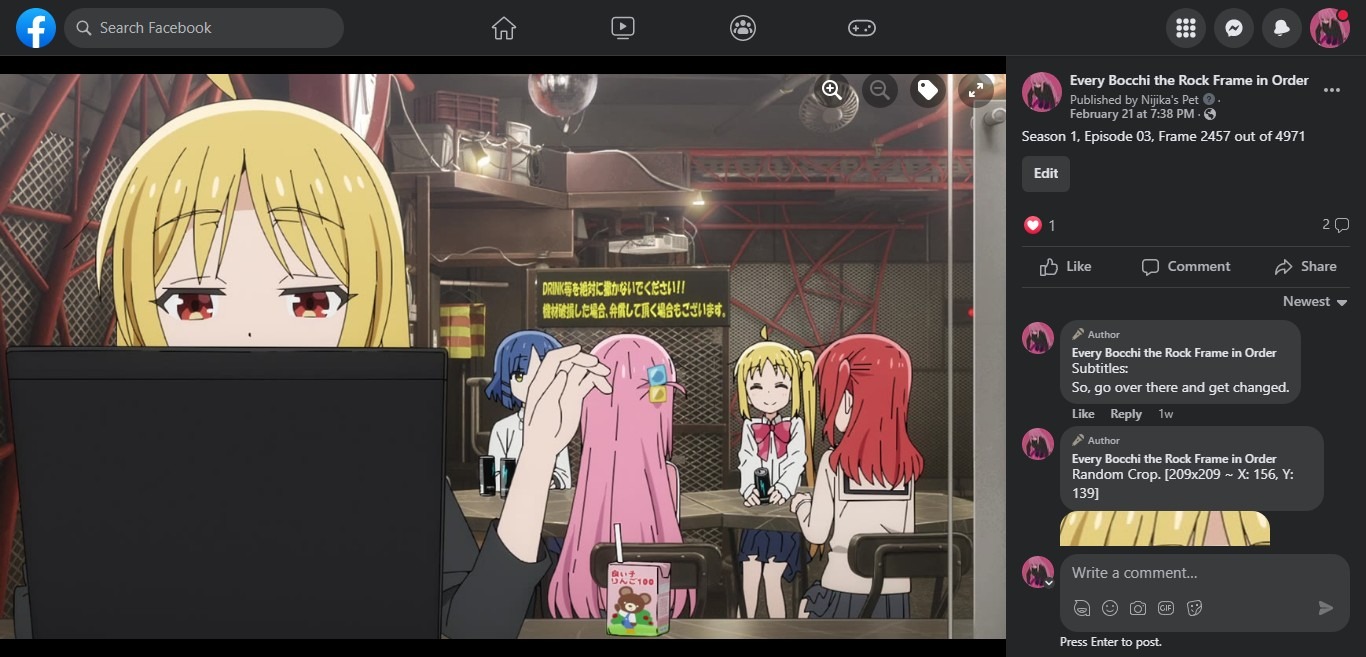 Search Facebook
DRINK等を絶対に撒かないでください!!
機材破損した場合、弁償して頂く場合もございます。
良い子
りんご100
Every Bocchi the Rock Frame in Order
Published by Nijika's Pet
February 21 at 7:38 PM
Season 1, Episode 03, Frame 2457 out of 4971
Edit
1
2
Like
Comment
Share
Newest
Author
Every Bocchi the Rock Frame in Order
Subtitles:
So, go over there and get changed.
Like Reply 1w
Author
Every Bocchi the Rock Frame in Order
Random Crop. [209x209 ~ X: 156, Y:
139]
Write a comment...
GIF
Press Enter to post.